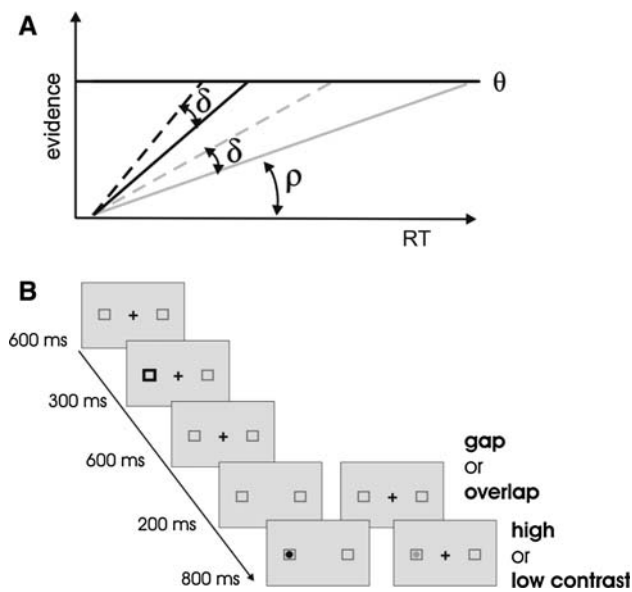 A
evidence
θ
δ
δ
ρ
RT
B
600 ms
300 ms
600 ms
200 ms
800 ms
gap
or
overlap
high
or
low contrast